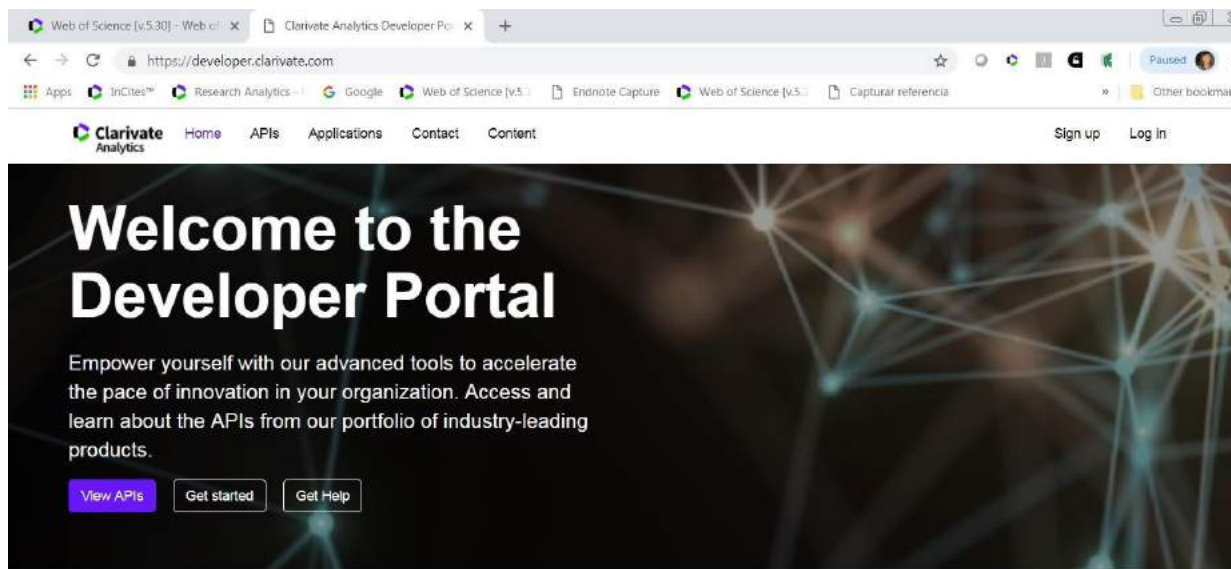 Web of Science [v.5.30] - Web of
Clarivate Analytics Developer Po
https://developer.clarivate.com
Paused
Apps
InCites™
Research Analytics -
Google
Web of Science [v.5.
Endnote Capture
Web of Science [v.5.
Capturar referencia
»
Other bookmar
Clarivate
Analytics
Home
APIs
Applications
Contact
Content
Sign up
Log in
Welcome to the
Developer Portal
Empower yourself with our advanced tools to accelerate
the pace of innovation in your organization. Access and
learn about the APIs from our portfolio of industry-leading
products.
View APIs
Get started
Get Help